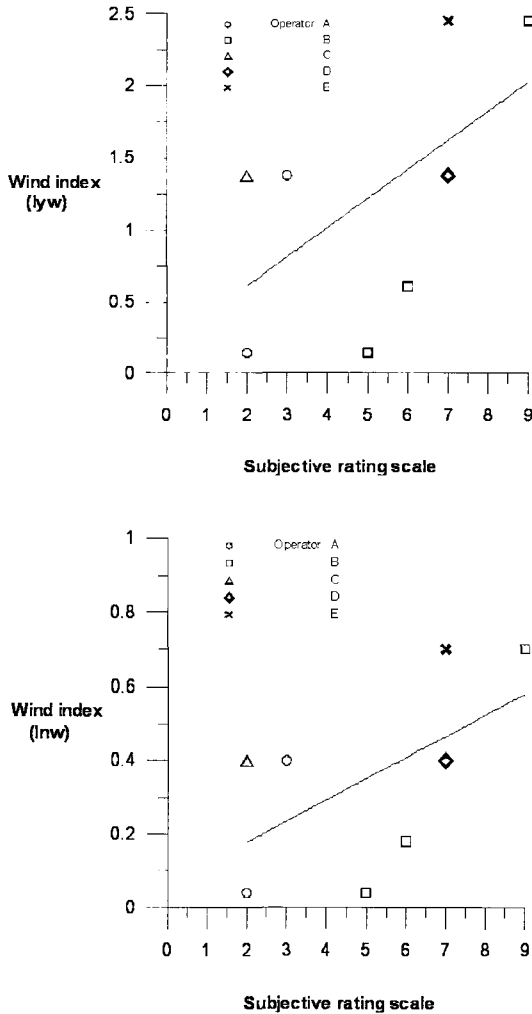 2.5
Operator A
B
C
D
E
2
1.5
Wind index
(Iyw)
1
0.5
0
0 1 2 3 4 5 6 7 8 9
Subjective rating scale
1
Operator A
B
C
D
E
0.8
0.6
Wind index
(Inw)
0.4
0.2
0
0 1 2 3 4 5 6 7 8 9
Subjective rating scale